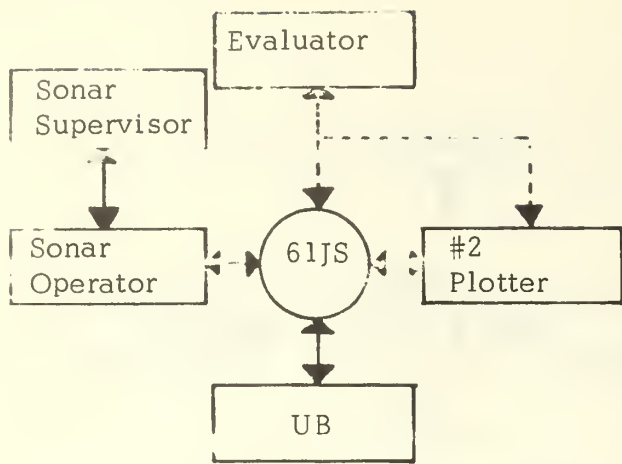 Evaluator
Sonar
Supervisor
Sonar
Operator
61JS
#2
Plotter
UB